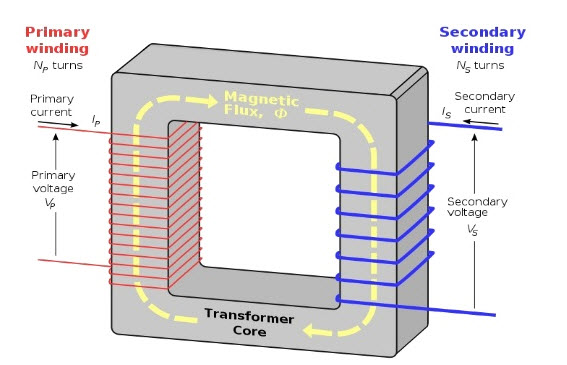 Primary
winding
Nₚ turns
Primary
current
Iₚ
Primary
voltage
Vₚ
Magnetic
Flux, Φ
Transformer
Core
Secondary
winding
Nₛ turns
Secondary
current
Iₛ
Secondary
voltage
Vₛ